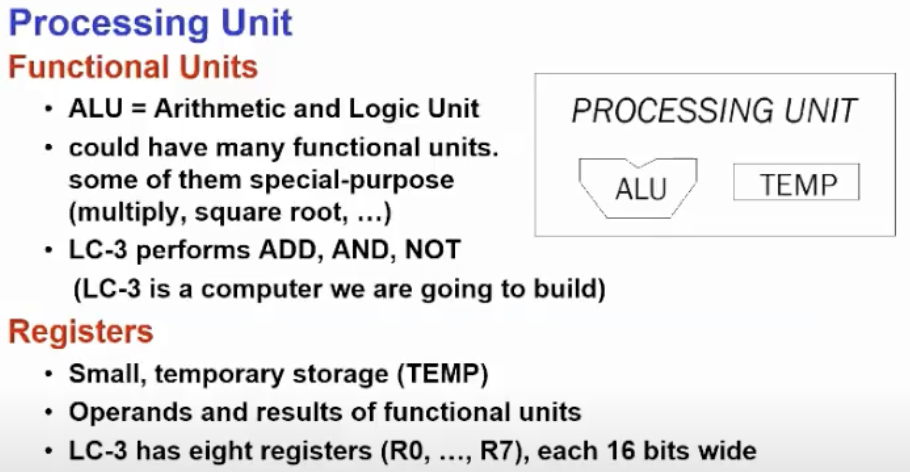 Processing Unit
Functional Units
• ALU = Arithmetic and Logic Unit
• could have many functional units.
some of them special-purpose
(multiply, square root, …)
• LC-3 performs ADD, AND, NOT
(LC-3 is a computer we are going to build)
Registers
• Small, temporary storage (TEMP)
• Operands and results of functional units
• LC-3 has eight registers (R0, …, R7), each 16 bits wide
PROCESSING UNIT
ALU TEMP